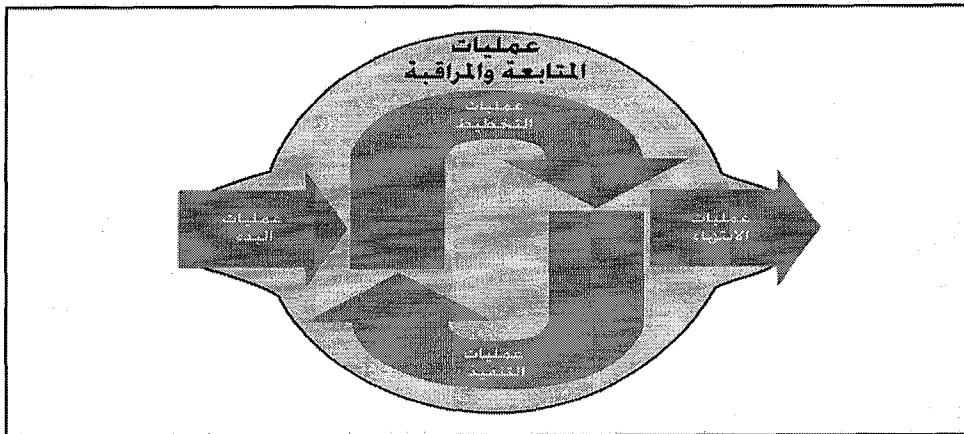 عمليات
المتابعة والمراقبة
عمليات
التخطيط
عمليات
البدء
عمليات
الانتهاء
عمليات
التنفيذ